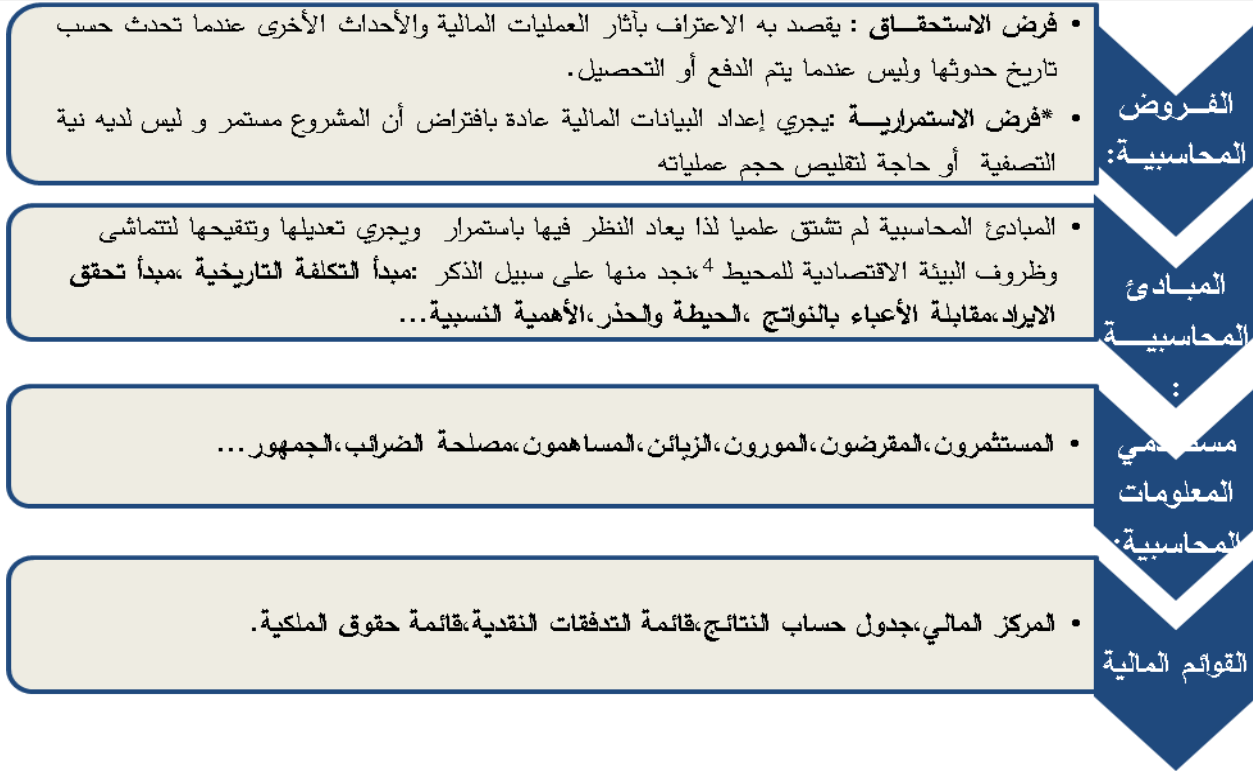 الفــروض
المحاسبيــة:
• فرض الاستحقــاق : يقصد به الاعتراف بآثار العمليات المالية والأحداث الأخرى عندما تحدث حسب
تاريخ حدوثها وليس عندما يتم الدفع أو التحصيل.
• *فرض الاستمراريــة :يجري إعداد البيانات المالية عادة بافتراض أن المشروع مستمر و ليس لديه نية
التصفية أو حاجة لتقليص حجم عملياته
المبــادئ
المحاسبيــــة
:
• المبادئ المحاسبية لم تشتق علميا لذا يعاد النظر فيها باستمرار ويجري تعديلها وتنقيحها لتتماشى
وظروف البيئة الاقتصادية للمحيط 4،نجد منها على سبيل الذكر :مبدأ التكلفة التاريخية ،مبدأ تحقق
الايراد،مقابلة الأعباء بالنواتج ،الحيطة والحذر،الأهمية النسبية...
مستخدمي
المعلومات
المحاسبية:
• المستثمرون،المقرضون،المورون،الزبائن،المساهمون،مصلحة الضرائب،الجمهور...
القوائم المالية
• المركز المالي،جدول حساب النتائج،قائمة التدفقات النقدية،قائمة حقوق الملكية.